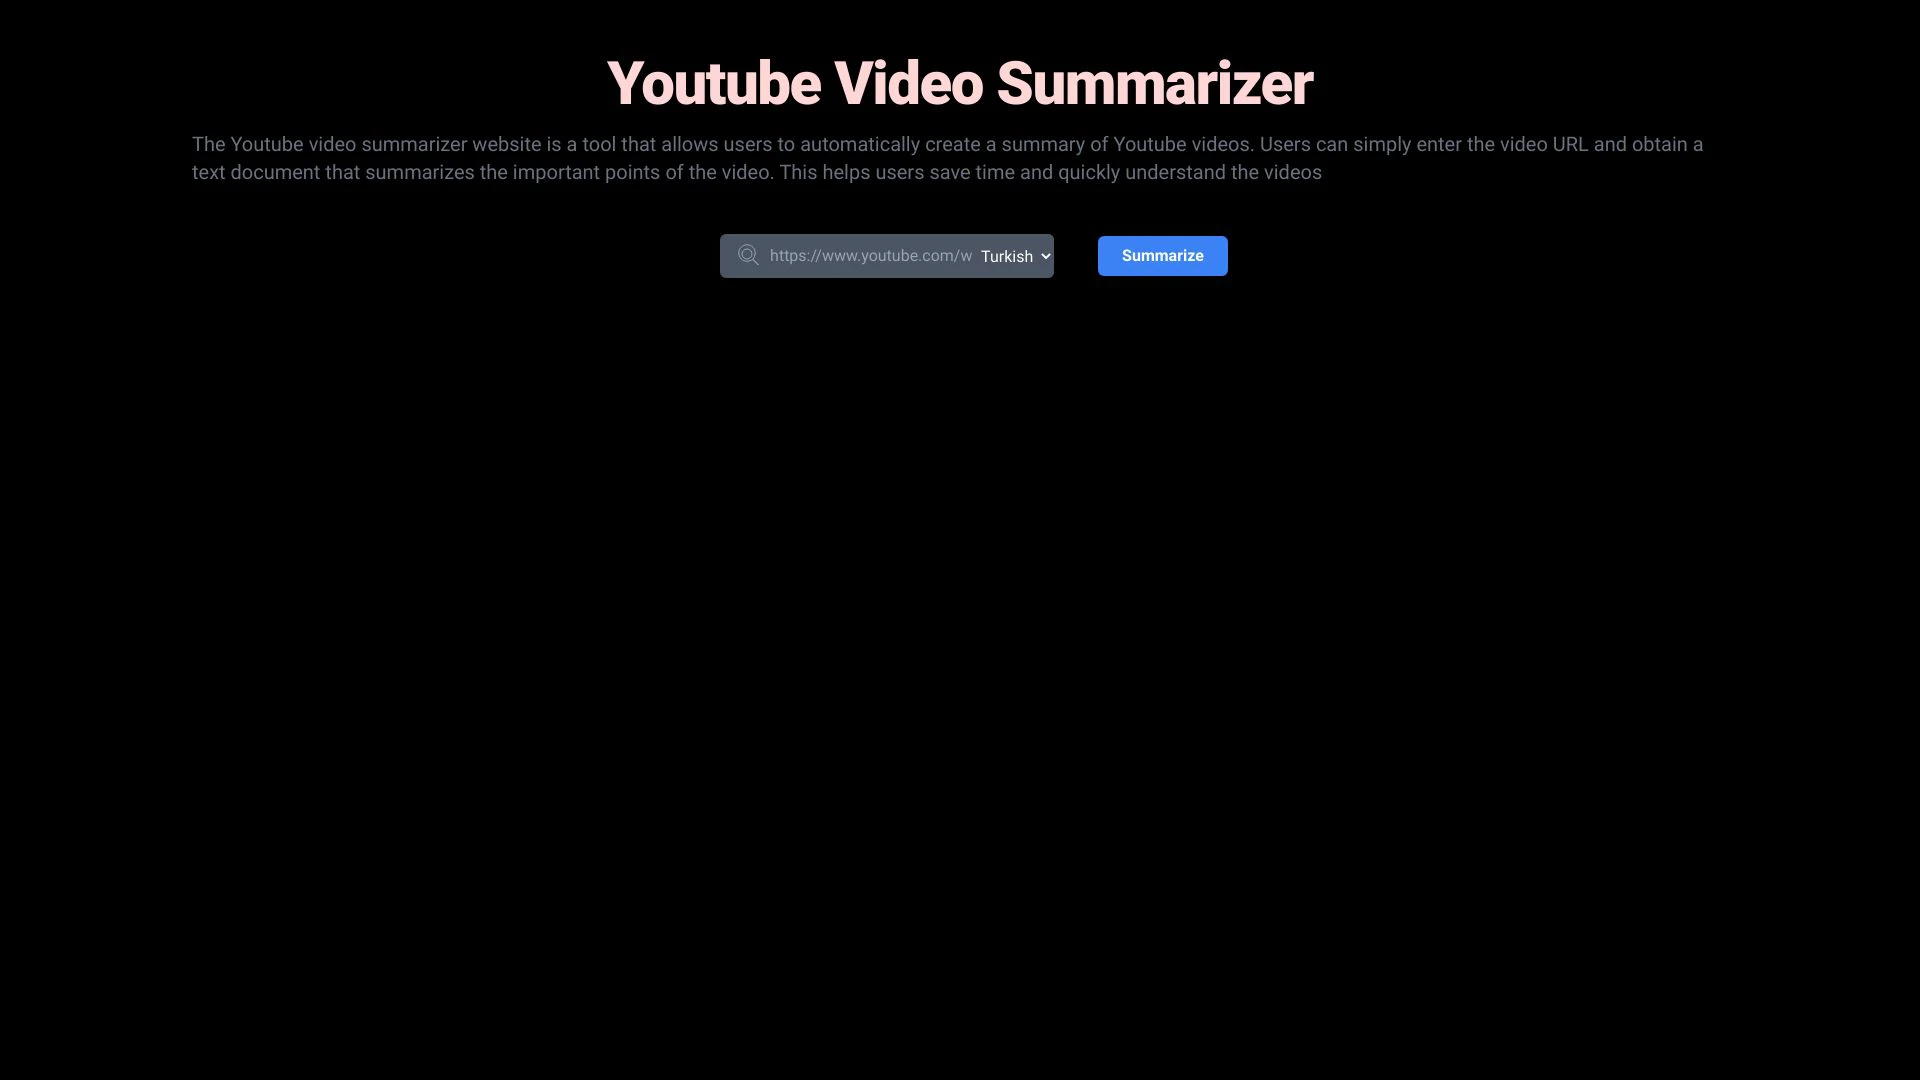 Youtube Video Summarizer
The Youtube video summarizer website is a tool that allows users to automatically create a summary of Youtube videos. Users can simply enter the video URL and obtain a
text document that summarizes the important points of the video. This helps users save time and quickly understand the videos
https://www.youtube.com/w Turkish Summarize